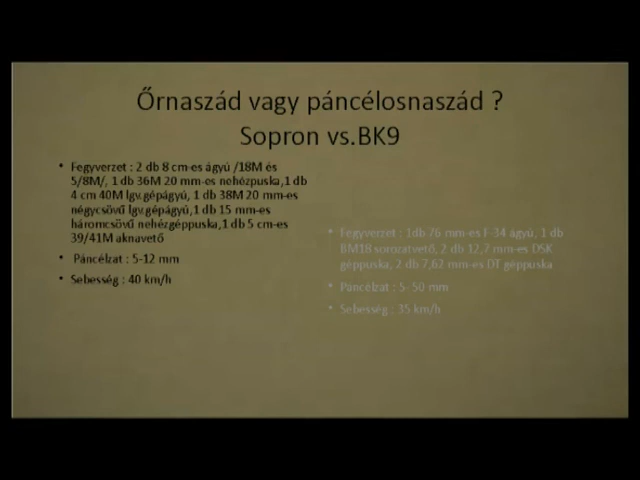 Őrnaszád vagy páncélosnaszád ?
Sopron vs.BK9
• Fegyverzet : 2 db 8 cm-es ágyú /18M és
5/8M/, 1 db 36M 20 mm-es nehézpuska,1 db
4 cm 40M lgv.gépágyú, 1 db 38M 20 mm-es
négycsövű lgv.gépágyú,1 db 15 mm-es
háromcsövű nehézgéppuska,1 db 5 cm-es
39/41M aknavető
• Páncélzat : 5-12 mm
• Sebesség : 40 km/h
• Fegyverzet : 1db 76 mm-es F-34 ágyú, 1 db
BM18 sorozatvető, 2 db 12,7 mm-es DSK
géppuska, 2 db 7,62 mm-es DT géppuska
• Páncélzat : 5- 50 mm
• Sebesség : 35 km/h